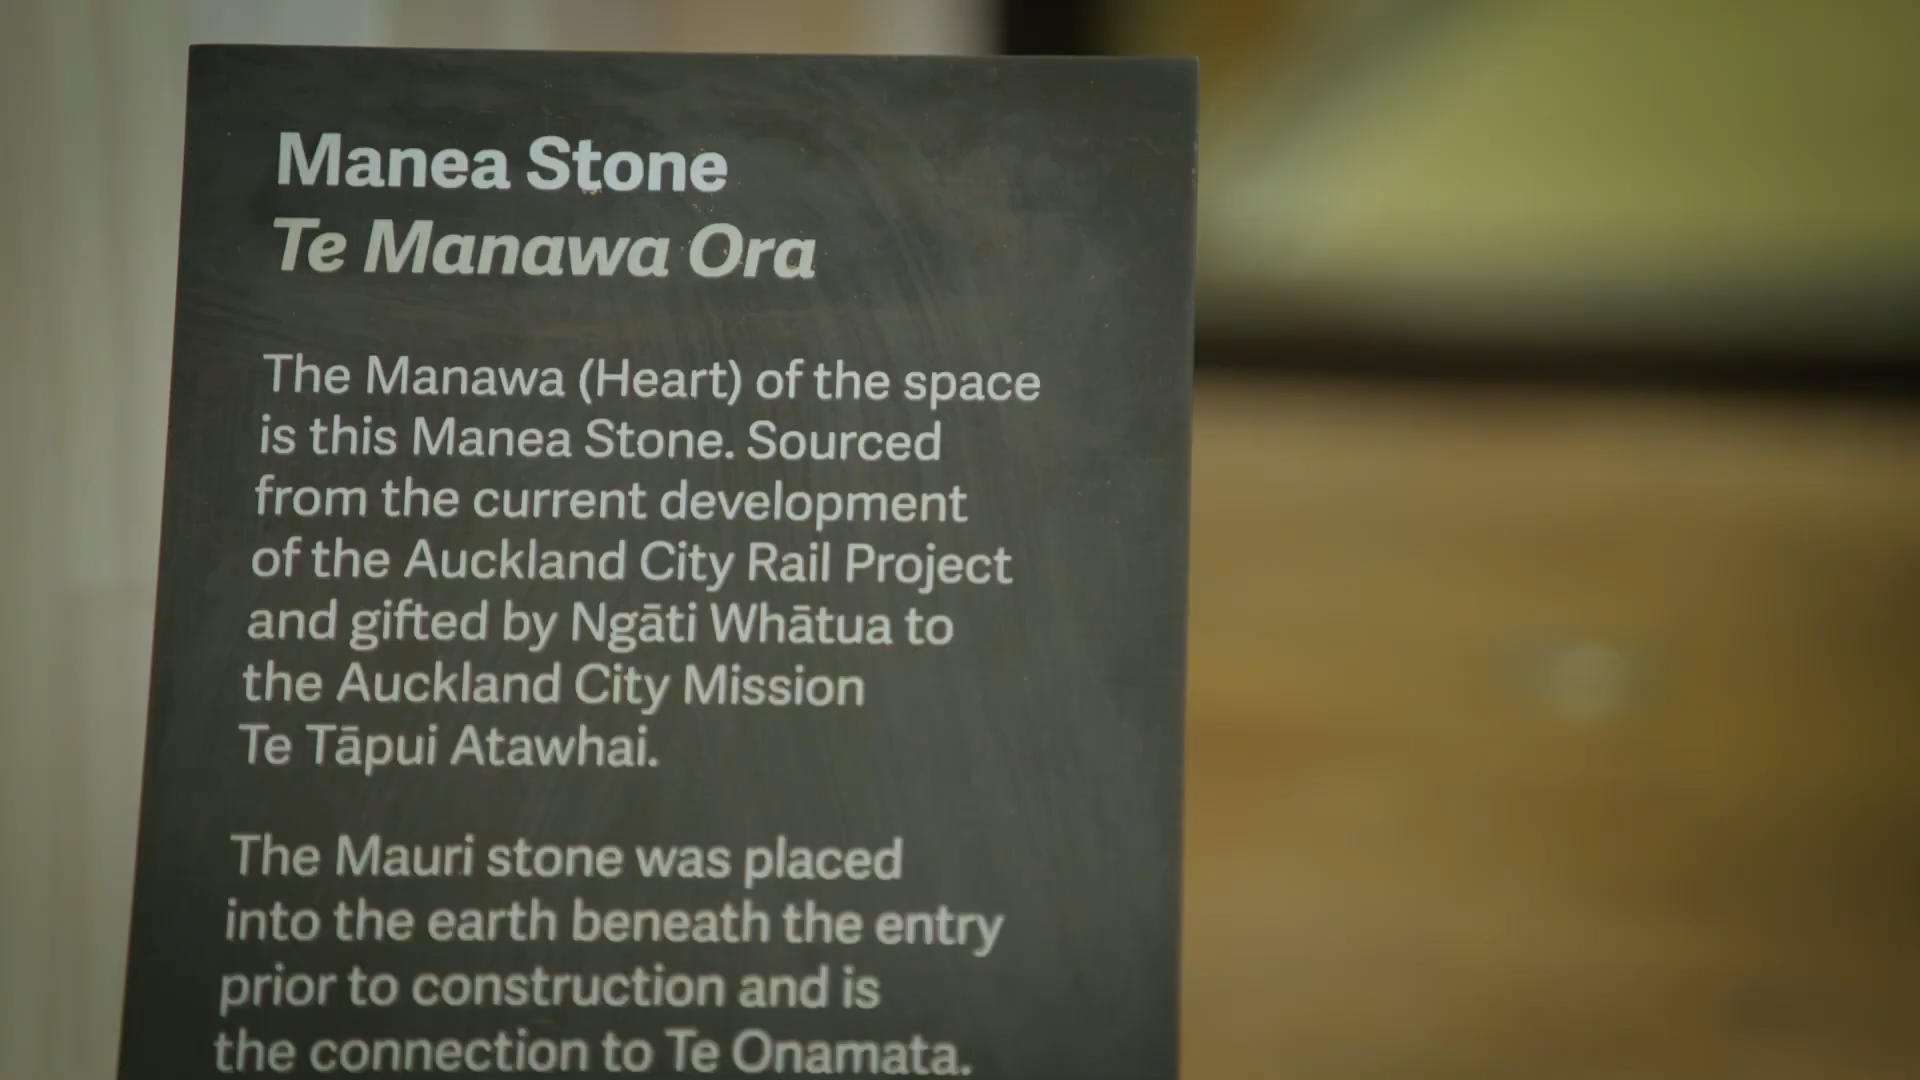 Manea Stone
Te Manawa Ora
The Manawa (Heart) of the space
is this Manea Stone. Sourced
from the current development
of the Auckland City Rail Project
and gifted by Ngāti Whātua to
the Auckland City Mission
Te Tāpui Atawhai.
The Mauri stone was placed
into the earth beneath the entry
prior to construction and is
the connection to Te Onamata.